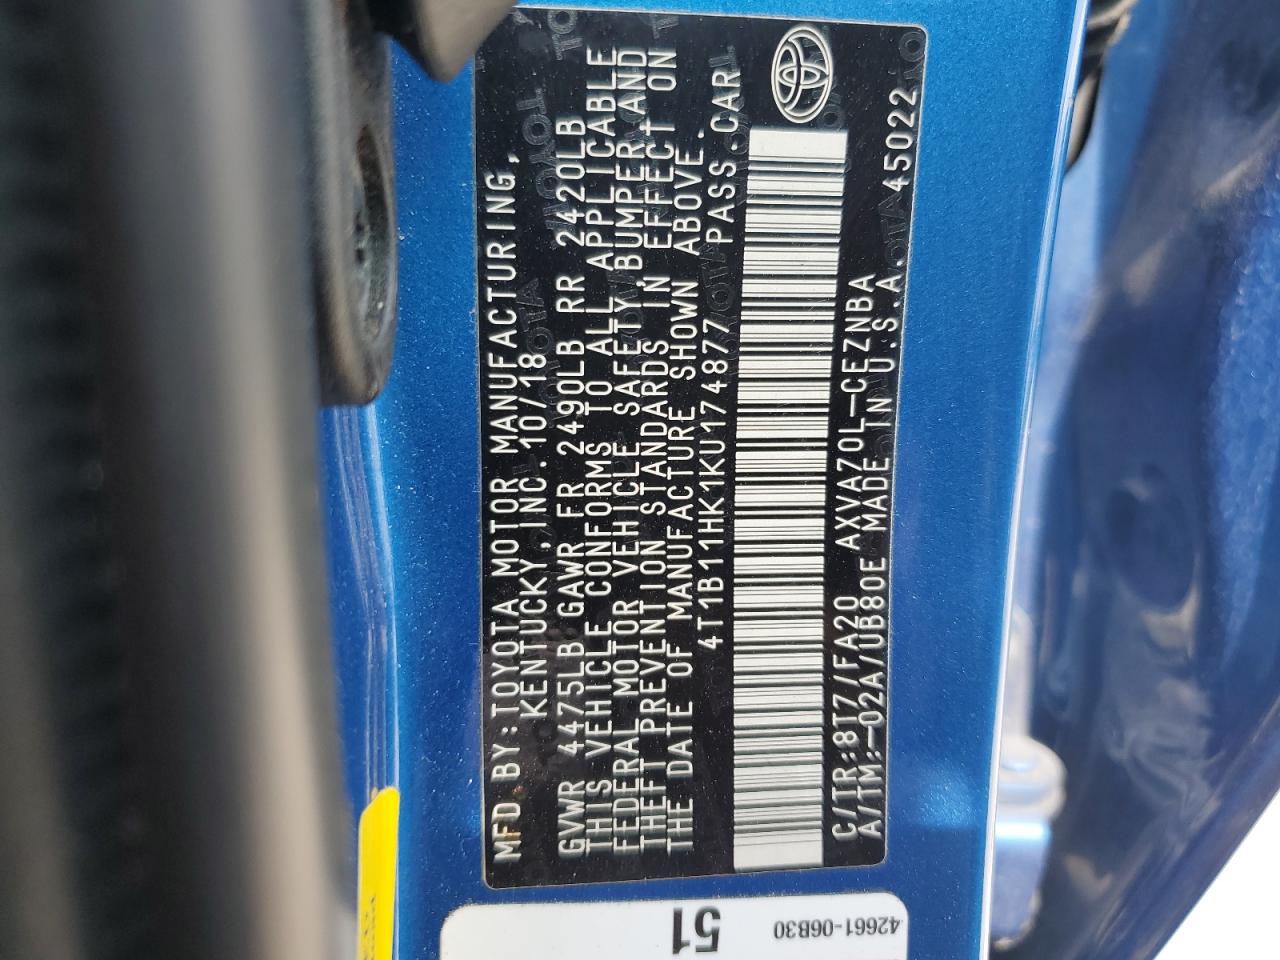 MFD.BY:TOYOTA MOTOR MANUFACTURING,
KENTUCKY,INC. 10/18
GVWR 4475LB GAWR FR 2490LB RR 2420LB
THIS VEHICLE CONFORMS TO ALL APPLICABLE
FEDERAL MOTOR VEHICLE SAFETY,BUMPER,AND
THEFT PREVENTION STANDARDS IN EFFECT ON
THE DATE OF MANUFACTURE SHOWN ABOVE.
4T1B11HK1KU174877 PASS.CAR
C/TR:8T7/FA20 AXVA70L-CEZNBA
A/TM:-02A/UB80E MADE IN U.S.A. 45022
51
42661-06B30